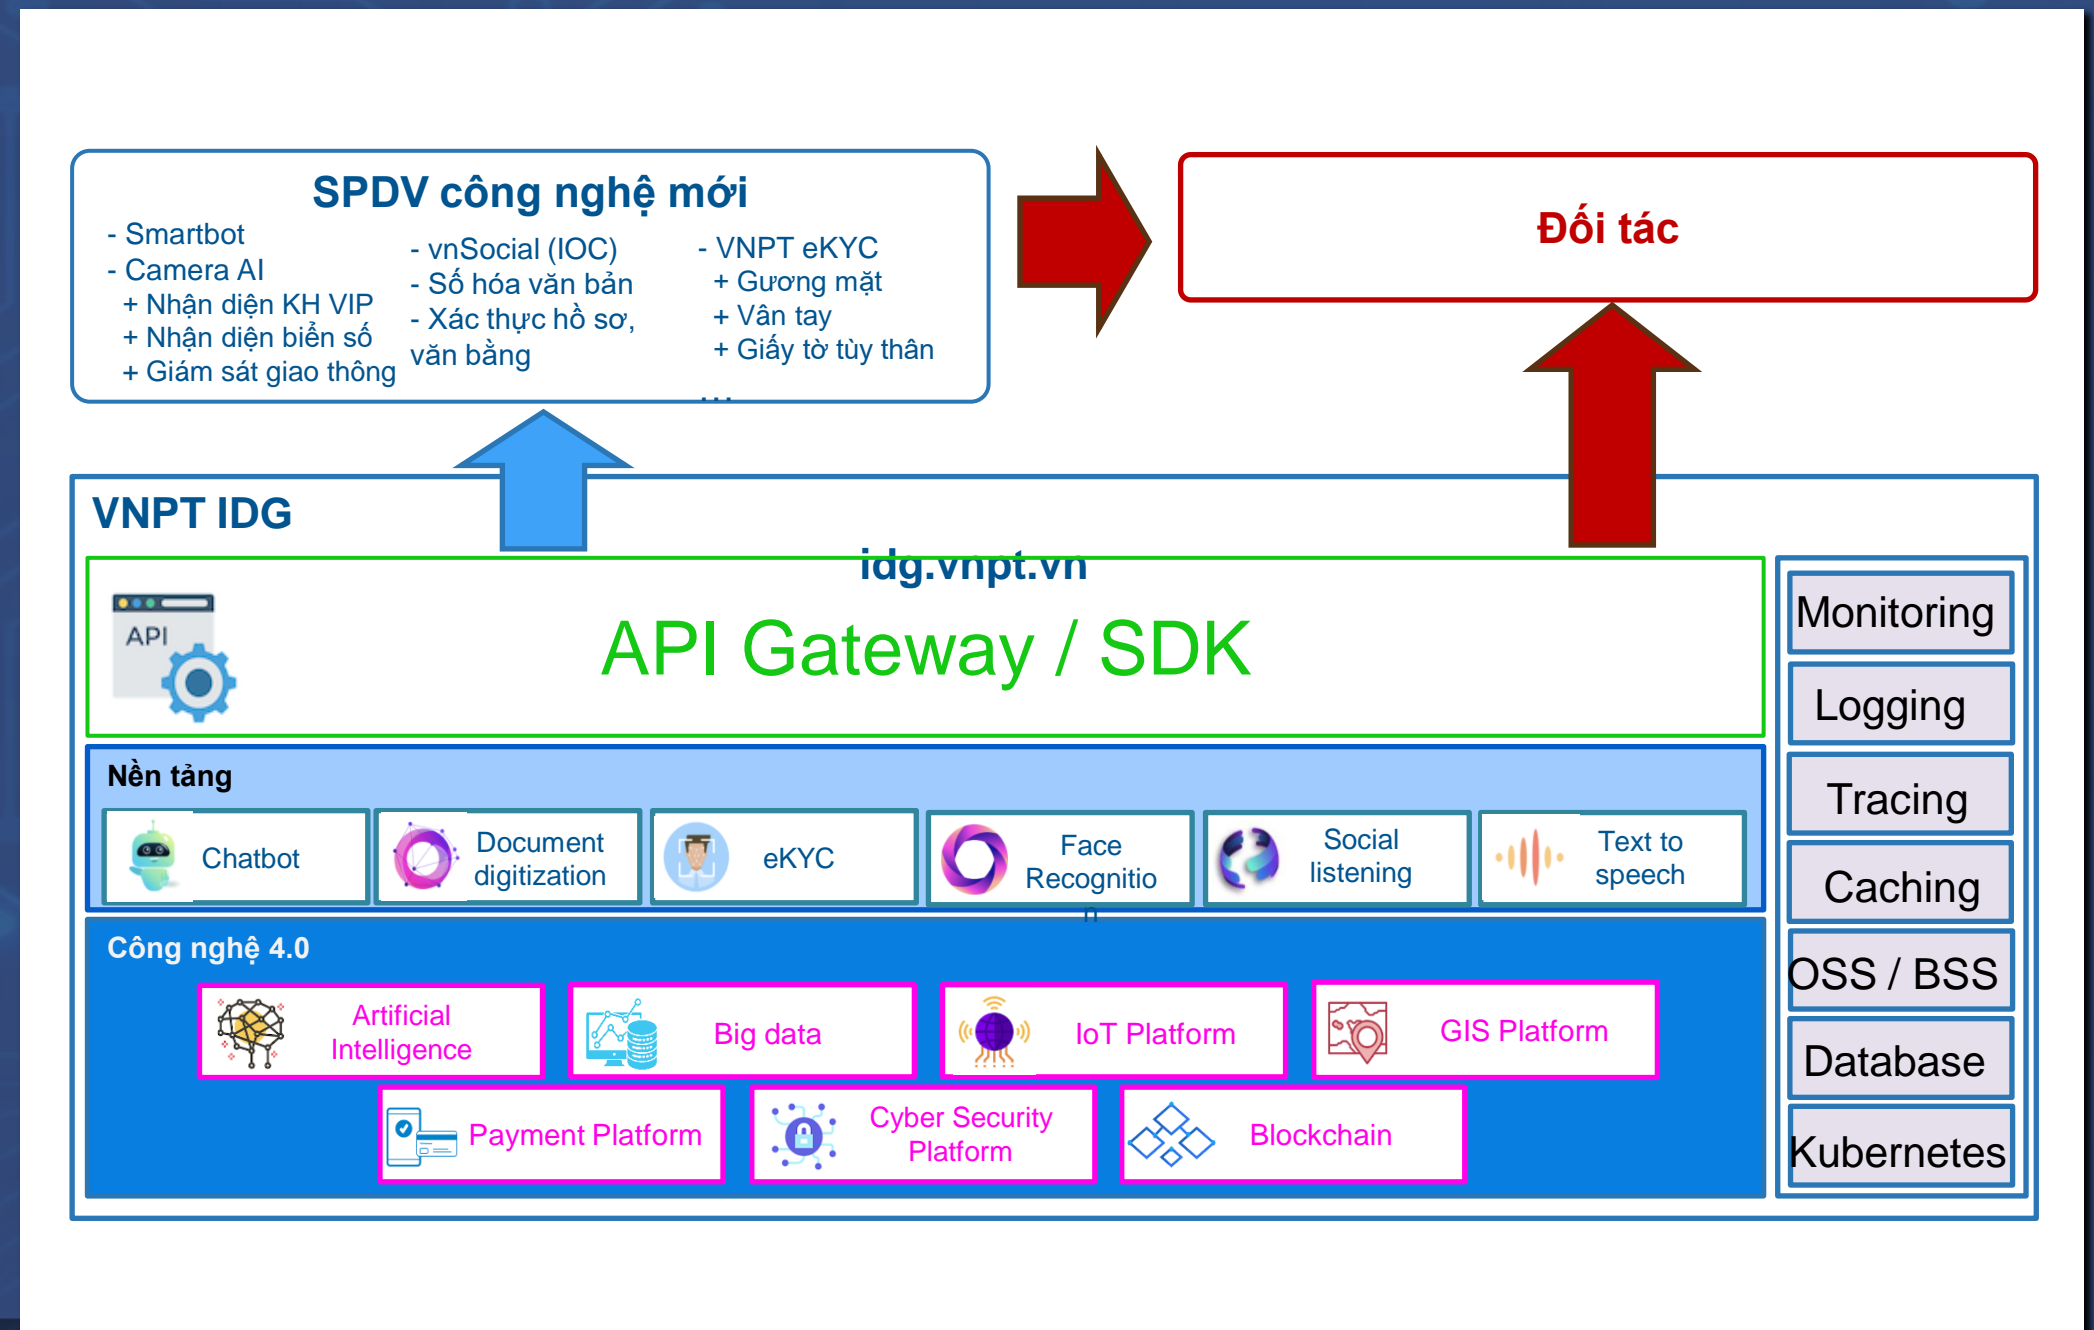 SPDV công nghệ mới
- Smartbot
- Camera AI
+ Nhận diện KH VIP
+ Nhận diện biển số
+ Giám sát giao thông
- vnSocial (IOC)
- Số hóa văn bản
- Xác thực hồ sơ,
văn bằng
- VNPT eKYC
+ Gương mặt
+ Vân tay
+ Giấy tờ tùy thân
...
Đối tác
VNPT IDG
idg.vnpt.vn
API
API Gateway / SDK
Nền tảng
Chatbot
Document
digitization
eKYC
Face
Recognitio
n
Social
listening
Text to
speech
Công nghệ 4.0
Artificial
Intelligence
Big data
IoT Platform
GIS Platform
Payment Platform
Cyber Security
Platform
Blockchain
Monitoring
Logging
Tracing
Caching
OSS / BSS
Database
Kubernetes